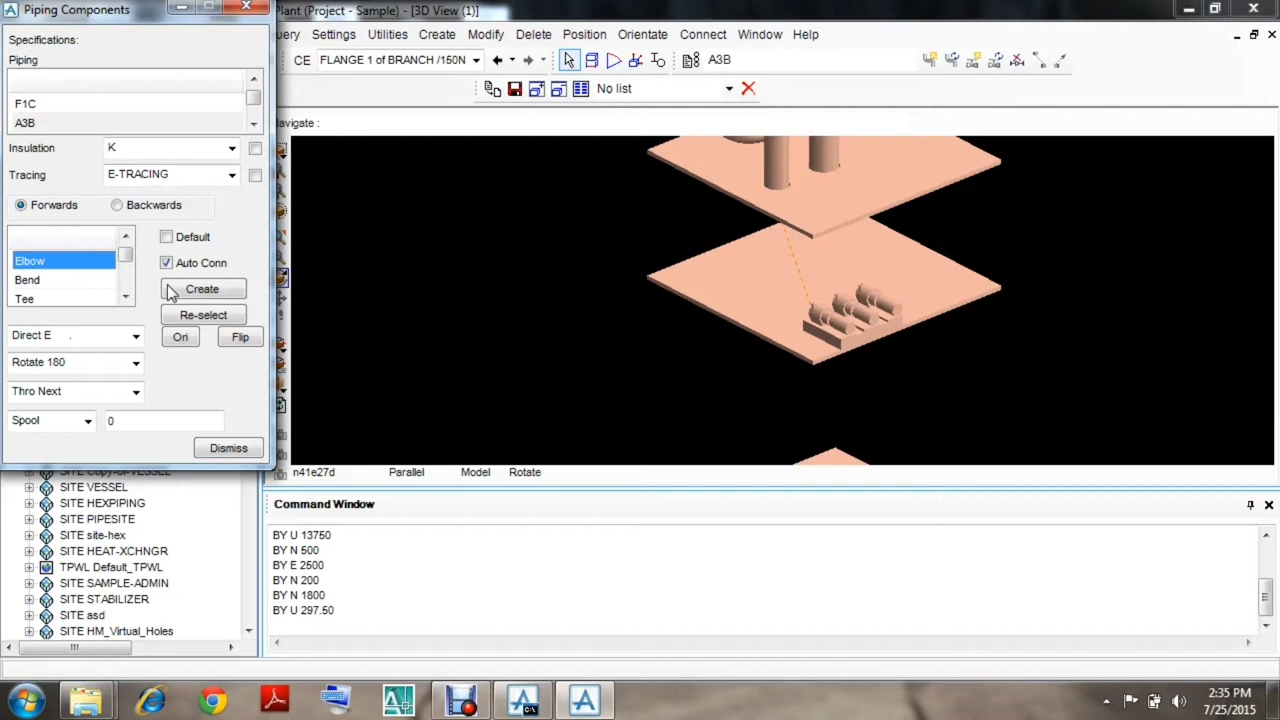 Piping Components
Plant (Project - Sample) - [3D View (1)]
Settings Utilities Create Modify Delete Position Orientate Connect Window Help
Specifications:
Piping
F1C
A3B
CE FLANGE 1 of BRANCH /150N
A3B
No list
Insulation K
Tracing E-TRACING
Forwards Backwards
Default
Elbow
Auto Conn
Bend
Create
Tee
Re-select
Direct E .
Ori Flip
Rotate 180
Thro Next
Spool 0
Dismiss
n41e27d Parallel Model Rotate
SITE VESSEL
SITE HEXPIPING
SITE PIPESITE
SITE site-hex
SITE HEAT-XCHNGR
TPWL Default_TPWL
SITE SAMPLE-ADMIN
SITE STABILIZER
SITE asd
SITE HM_Virtual_Holes
Command Window
BY U 13750
BY N 500
BY E 2500
BY N 200
BY N 1800
BY U 297.50
2:35 PM
7/25/2015